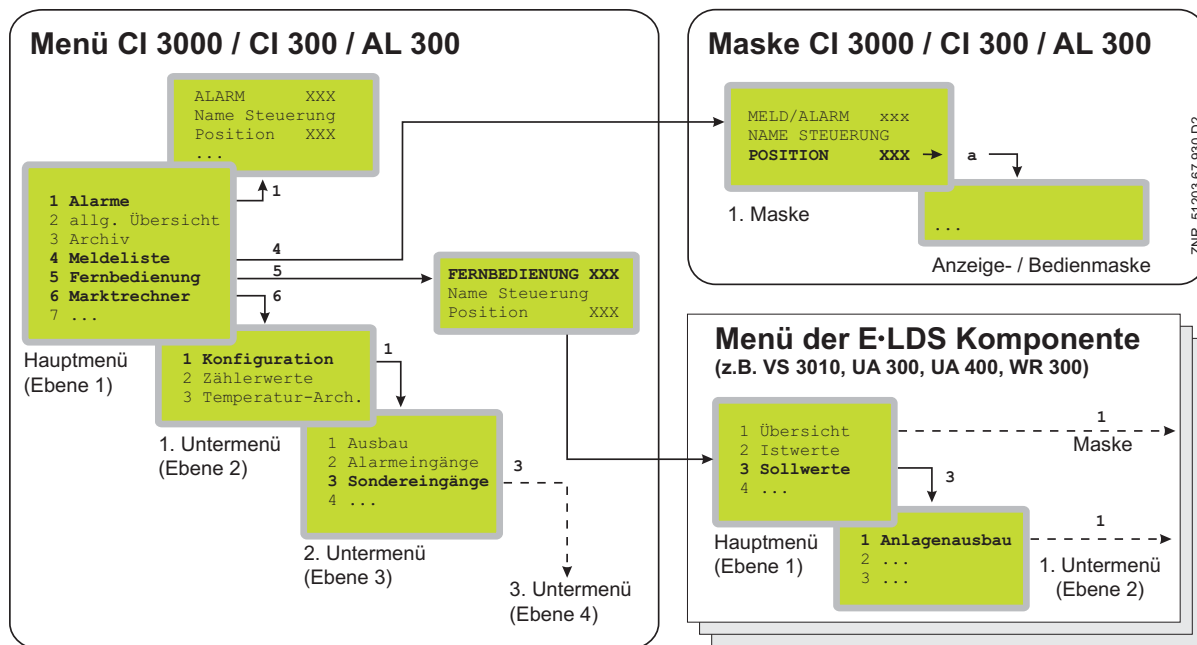 Menü CI 3000 / CI 300 / AL 300
ALARM XXX
Name Steuerung
Position XXX
...
1
1 Alarme
2 allg. Übersicht
3 Archiv
4 Meldeliste
5 Fernbedienung
6 Marktrechner
7 ...
4
5
6
Hauptmenü
(Ebene 1)
FERNBEDIENUNG XXX
Name Steuerung
Position XXX
1 Konfiguration
2 Zählerwerte
3 Temperatur-Arch.
1
1. Untermenü
(Ebene 2)
1 Ausbau
2 Alarmeingänge
3 Sondereingänge
4 ...
3
2. Untermenü
(Ebene 3)
3. Untermenü
(Ebene 4)
Maske CI 3000 / CI 300 / AL 300
MELD/ALARM xxx
NAME STEUERUNG
POSITION XXX
a
1. Maske
...
Anzeige- / Bedienmaske
ZNR. 51203 67 930 D2
Menü der E•LDS Komponente
(z.B. VS 3010, UA 300, UA 400, WR 300)
1 Übersicht
2 Istwerte
3 Sollwerte
4 ...
1
Maske
3
Hauptmenü
(Ebene 1)
1 Anlagenausbau
2 ...
3 ...
1
1. Untermenü
(Ebene 2)